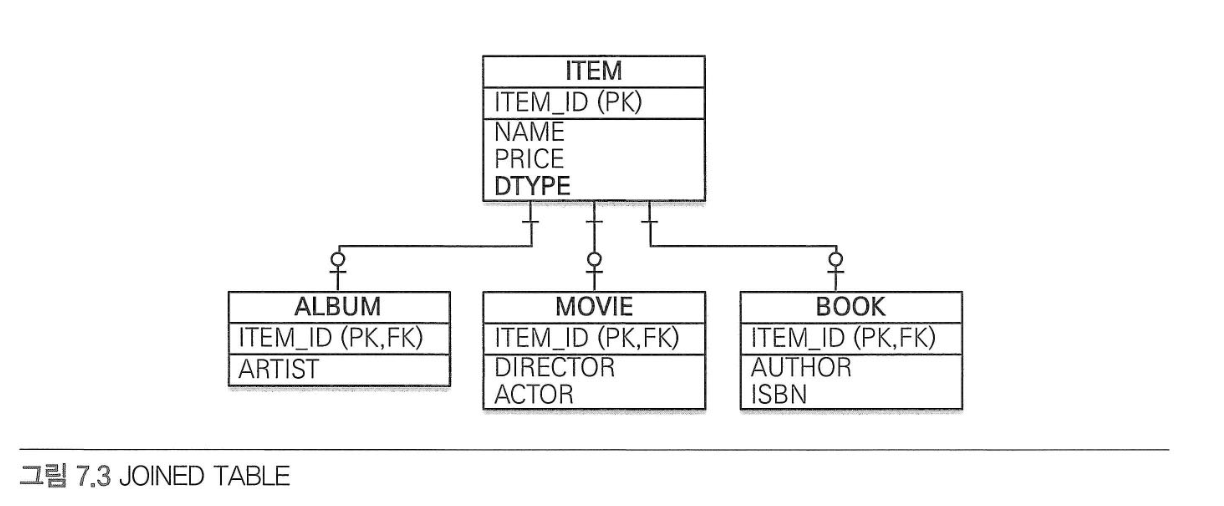 ITEM
ITEM_ID (PK)
NAME
PRICE
DTYPE
ALBUM
ITEM_ID (PK,FK)
ARTIST
MOVIE
ITEM_ID (PK,FK)
DIRECTOR
ACTOR
BOOK
ITEM_ID (PK,FK)
AUTHOR
ISBN
그림 7.3 JOINED TABLE